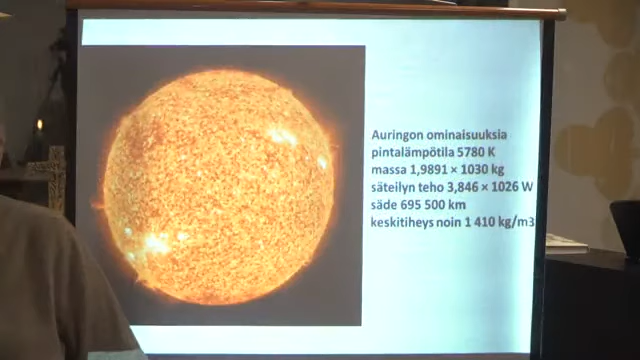 Auringon ominaisuuksia
pintalämpötila 5780 K
massa 1,9891 × 1030 kg
säteilyn teho 3,846 × 1026 W
säde 695 500 km
keskitiheys noin 1 410 kg/m3